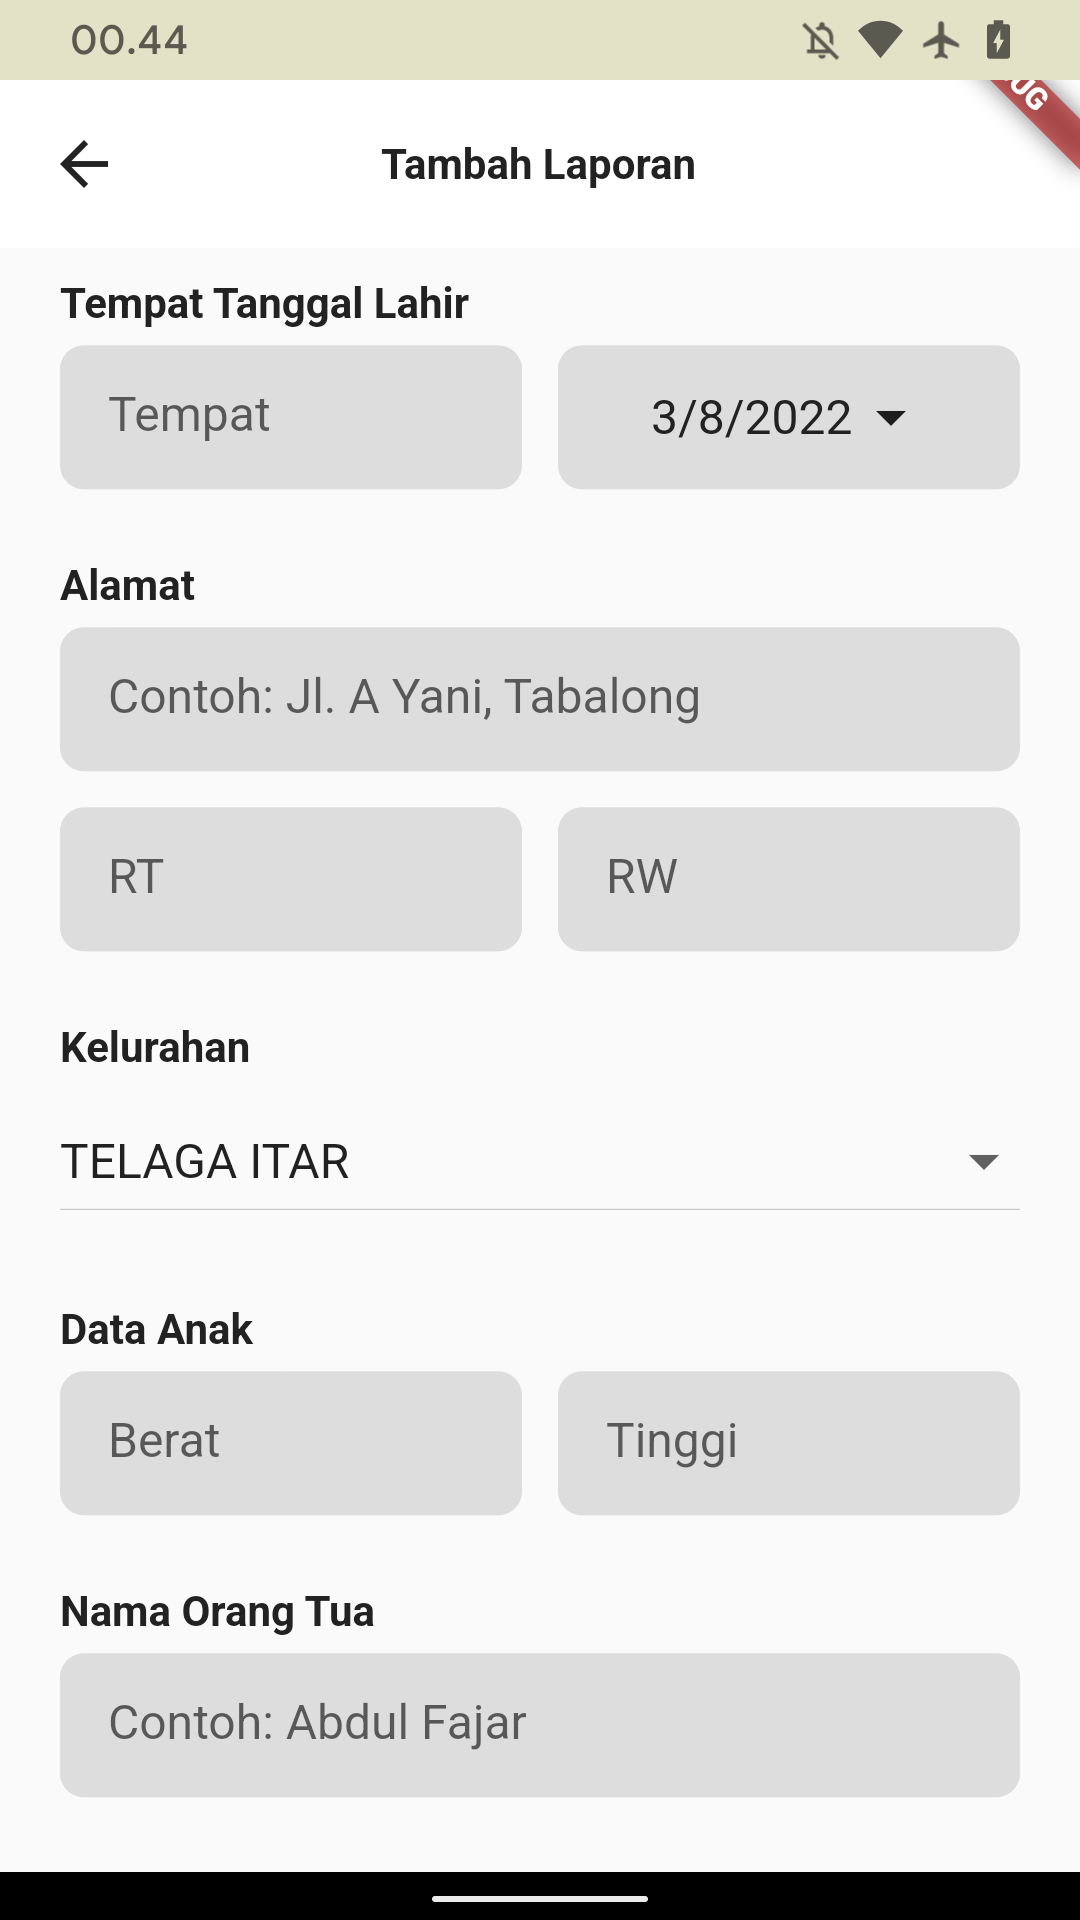 00.44
UG
Tambah Laporan
Tempat Tanggal Lahir
Tempat
3/8/2022
Alamat
Contoh: Jl. A Yani, Tabalong
RT
RW
Kelurahan
TELAGA ITAR
Data Anak
Berat
Tinggi
Nama Orang Tua
Contoh: Abdul Fajar